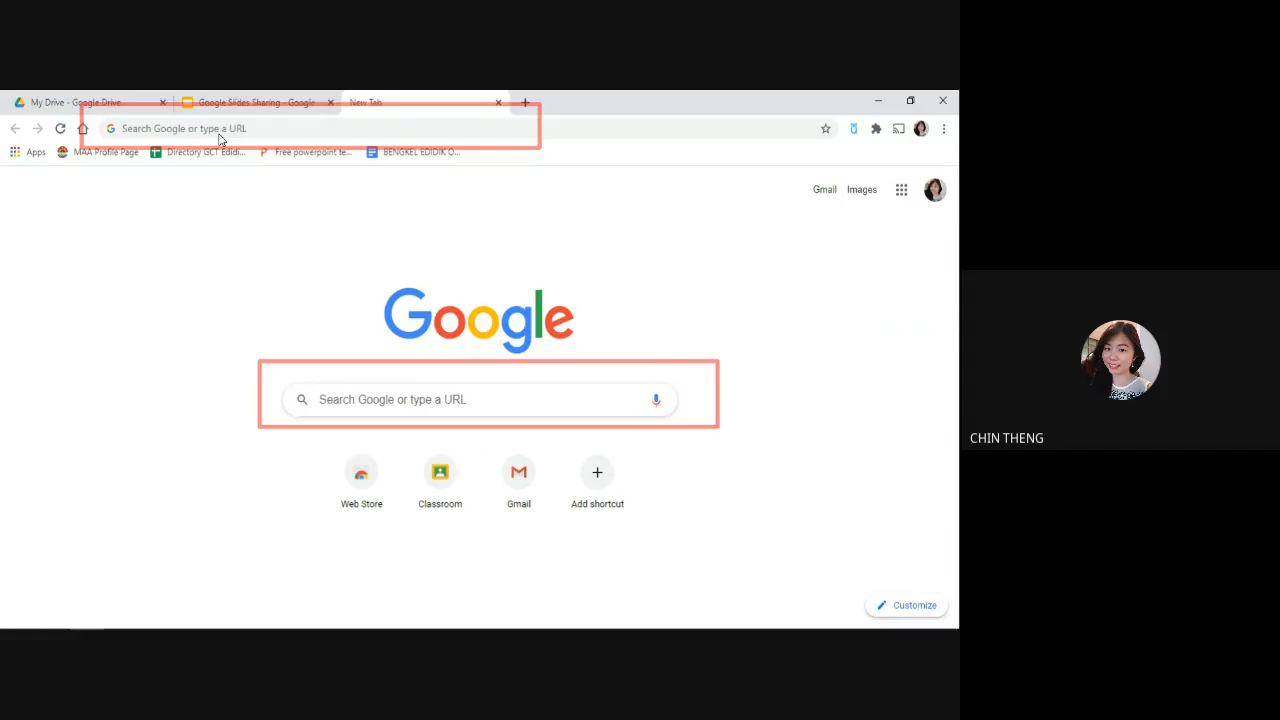 My Drive - Google Drive
Google Slides Sharing - Google
New Tab
Search Google or type a URL
Apps
MAA Profile Page
Directory GCT Edidi...
Free powerpoint te...
BENGKEL EDIDIK O...
Gmail
Images
Google
Search Google or type a URL
Web Store
Classroom
Gmail
Add shortcut
CHIN THENG
Customize